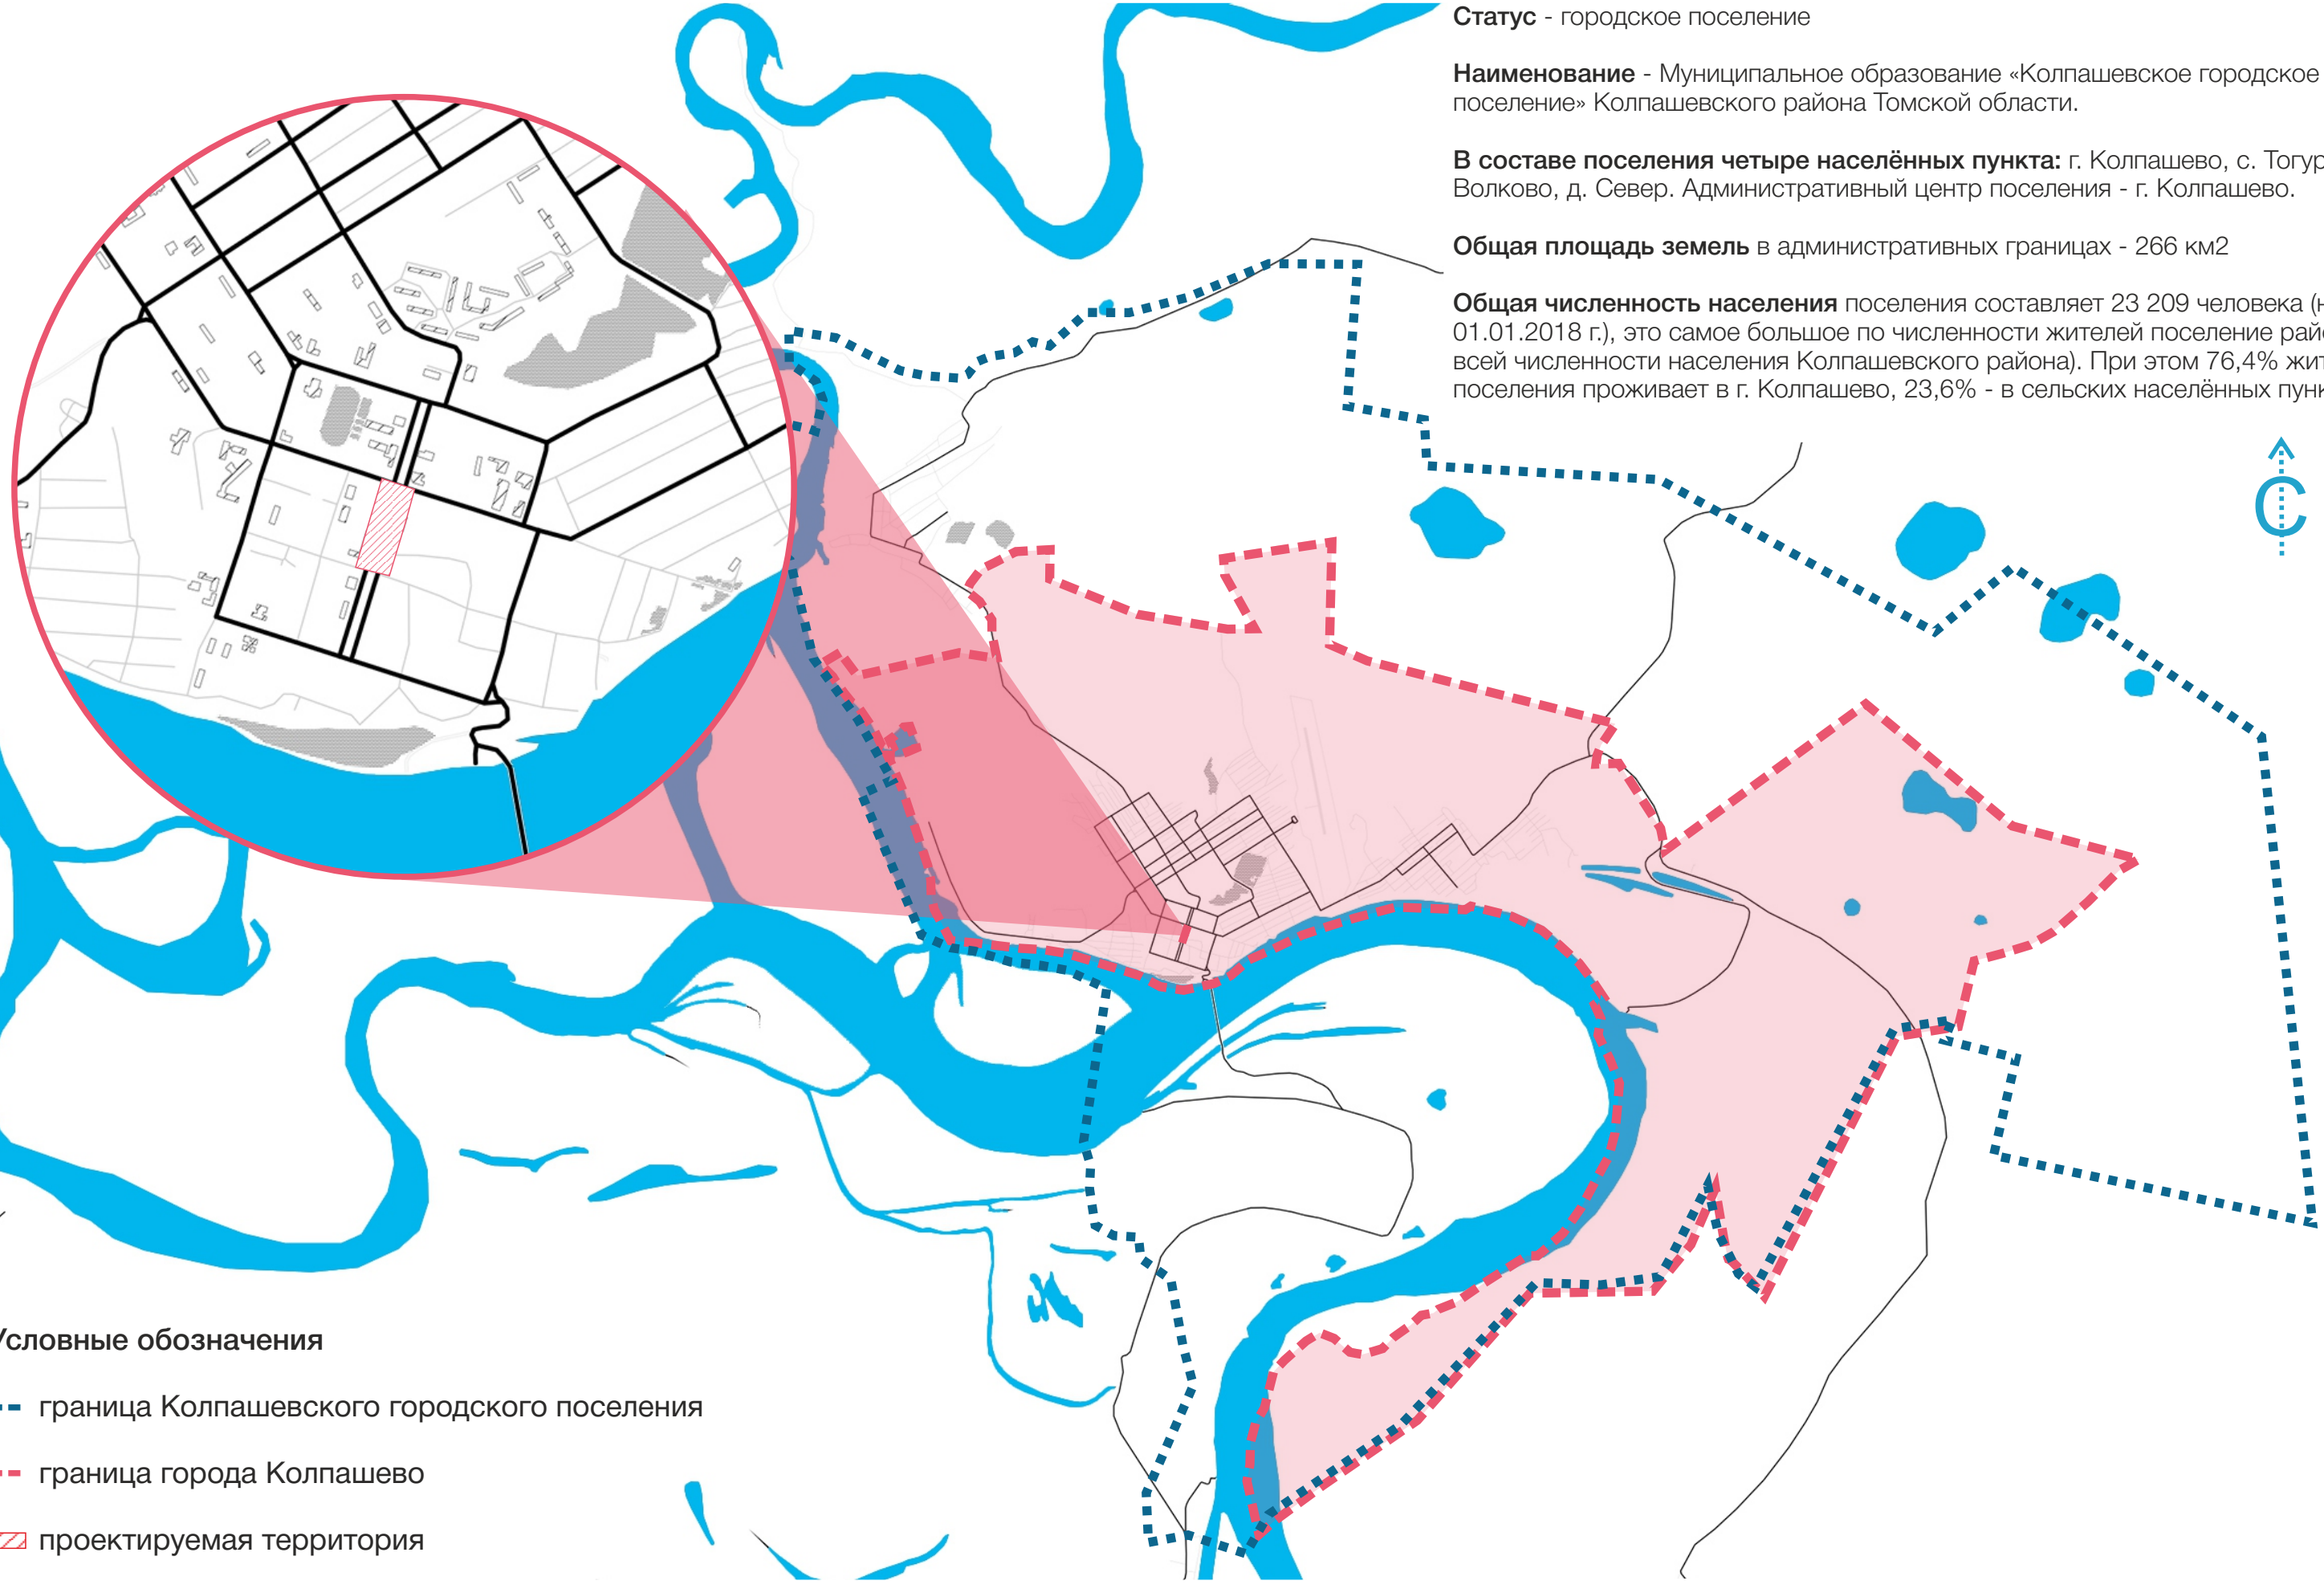 Статус - городское поселение
Наименование - Муниципальное образование «Колпашевское городское
поселение» Колпашевского района Томской области.
В составе поселения четыре населённых пункта: г. Колпашево, с. Тогур
Волково, д. Север. Административный центр поселения - г. Колпашево.
Общая площадь земель в административных границах - 266 км2
Общая численность населения поселения составляет 23 209 человека (
01.01.2018 г.), это самое большое по численности жителей поселение
всей численности населения Колпашевского района). При этом 76,4%
поселения проживает в г. Колпашево, 23,6% - в сельских населённых
С
Условные обозначения
граница Колпашевского городского поселения
граница города Колпашево
проектируемая территория